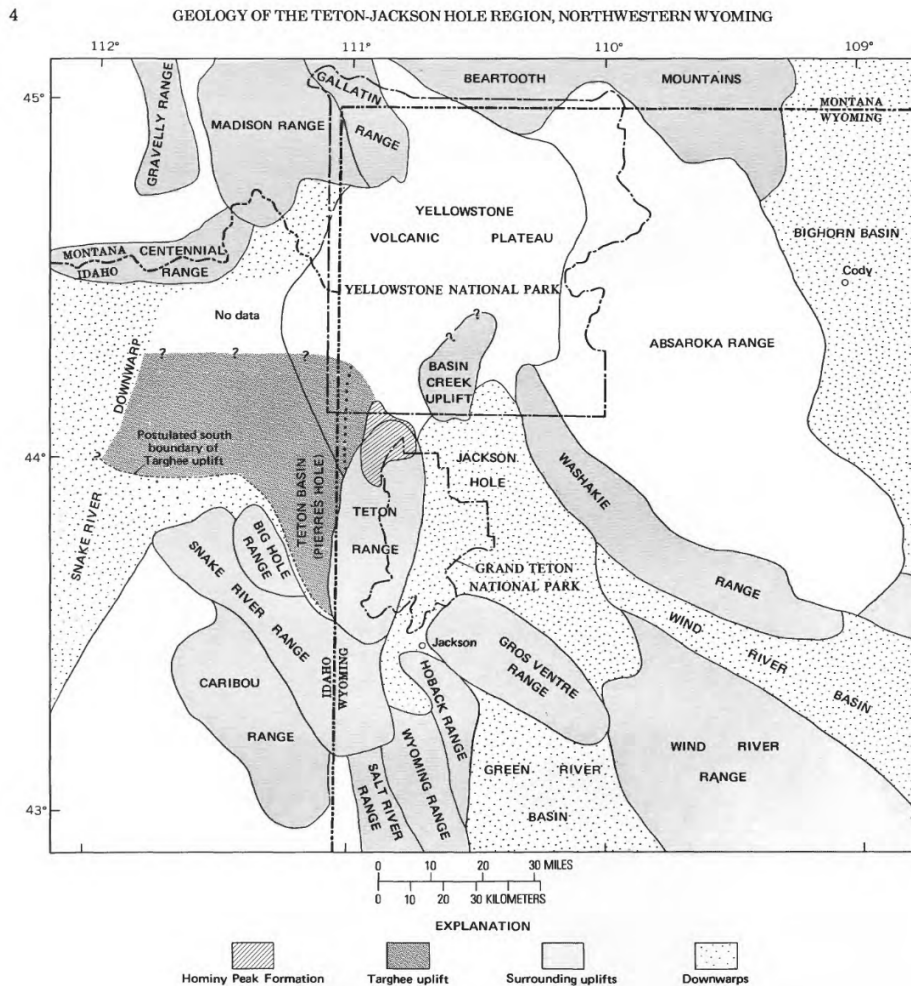 4
GEOLOGY OF THE TETON-JACKSON HOLE REGION, NORTHWESTERN WYOMING
112°
111°
110°
109°
45°
44°
43°
GRAVELLY RANGE
MADISON RANGE
GALLATIN
RANGE
BEARTOOTH
MOUNTAINS
MONTANA
WYOMING
YELLOWSTONE
VOLCANIC PLATEAU
BIGHORN BASIN
Cody
MONTANA
IDAHO
CENTENNIAL
RANGE
YELLOWSTONE NATIONAL PARK
No data
ABSAROKA RANGE
? ? ?
?
?
BASIN
CREEK
UPLIFT
DOWNWARP
SNAKE RIVER
Postulated south
boundary of
Targhee uplift
?
TETON BASIN
(PIERRES HOLE)
JACKSON
HOLE
WASHAKIE
RANGE
TETON
RANGE
BIG HOLE
RANGE
SNAKE RIVER RANGE
GRAND TETON
NATIONAL PARK
WIND
RIVER
BASIN
Jackson
GROS VENTRE
RANGE
IDAHO
WYOMING
CARIBOU
RANGE
HOBACK RANGE
WYOMING RANGE
SALT RIVER
RANGE
GREEN RIVER
BASIN
WIND RIVER
RANGE
0 10 20 30 MILES
0 10 20 30 KILOMETERS
EXPLANATION
Hominy Peak Formation
Targhee uplift
Surrounding uplifts
Downwarps